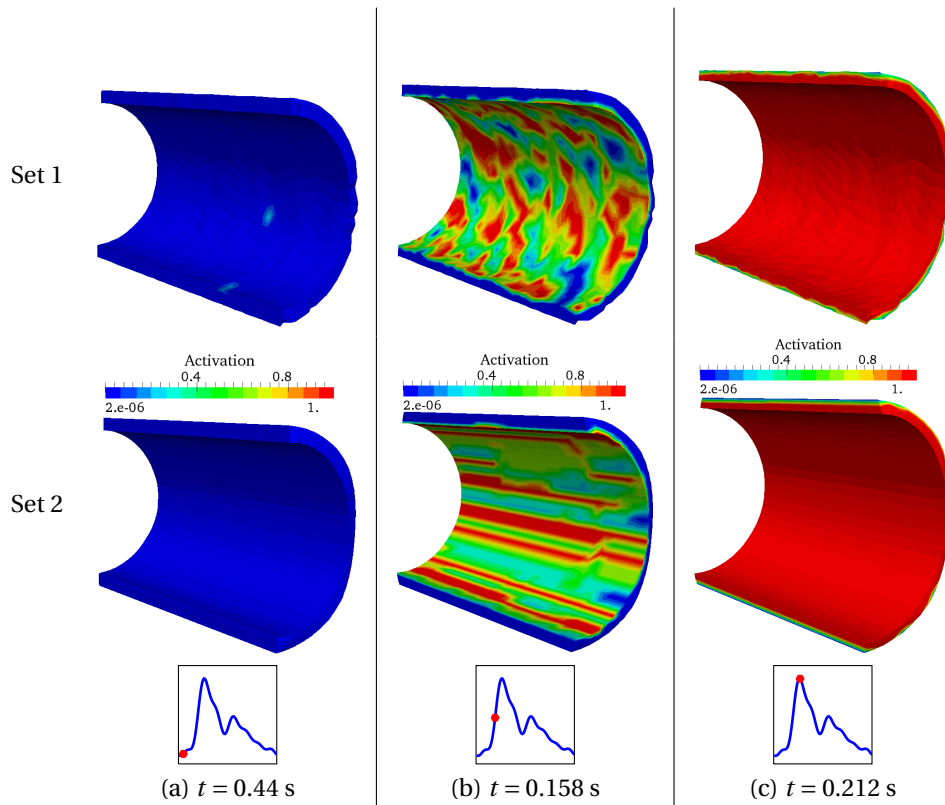 Set 1
Activation
0.4 0.8
2.e-06 1.
Activation
0.4 0.8
2.e-06 1.
Activation
0.4 0.8
2.e-06 1.
Set 2
(a) t = 0.44 s
(b) t = 0.158 s
(c) t = 0.212 s